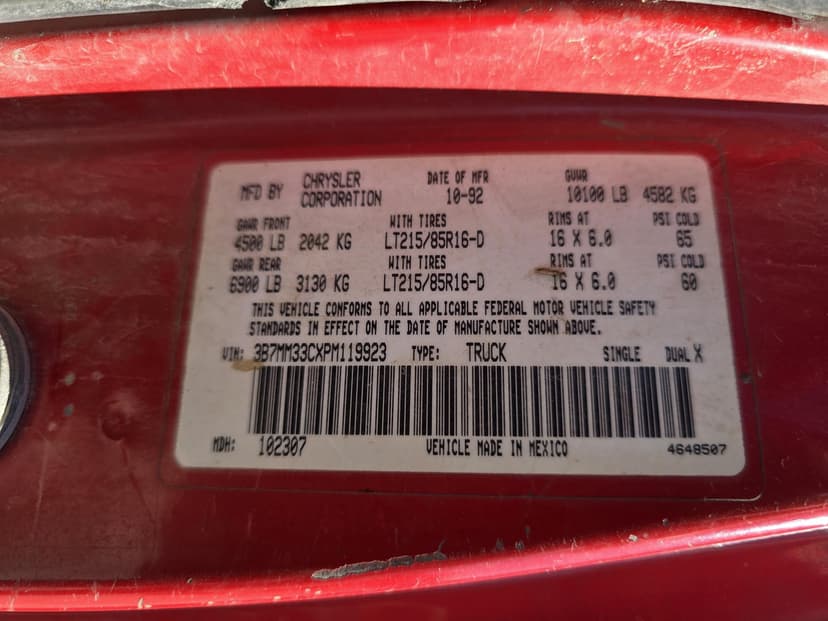 MFD BY CHRYSLER CORPORATION DATE OF MFR 10-92 GVWR 10100 LB 4582 KG
GAWR FRONT WITH TIRES RIMS AT PSI COLD
4500 LB 2042 KG LT215/85R16-D 16 X 6.0 65
GAWR REAR WITH TIRES RIMS AT PSI COLD
6900 LB 3130 KG LT215/85R16-D 16 X 6.0 60
THIS VEHICLE CONFORMS TO ALL APPLICABLE FEDERAL MOTOR VEHICLE SAFETY
STANDARDS IN EFFECT ON THE DATE OF MANUFACTURE SHOWN ABOVE.
VIN: 3B7MM33CXPM119923 TYPE: TRUCK SINGLE DUAL X
MDH: 102307 VEHICLE MADE IN MEXICO 4648507